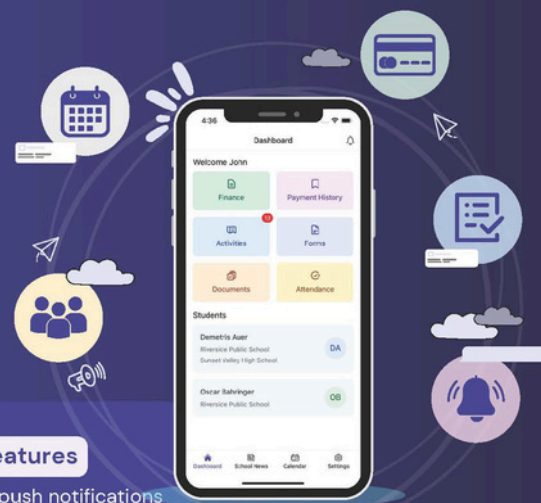 4:36
Dashboard
Welcome John
Finance
Payment History
13
Activities
Forms
Documents
Attendance
Students
Demetris Auer
Riverside Public School
Sunset Valley High School
DA
Oscar Bahringer
Riverside Public School
OB
Dashboard
School News
Calendar
Settings
eatures
push notifications